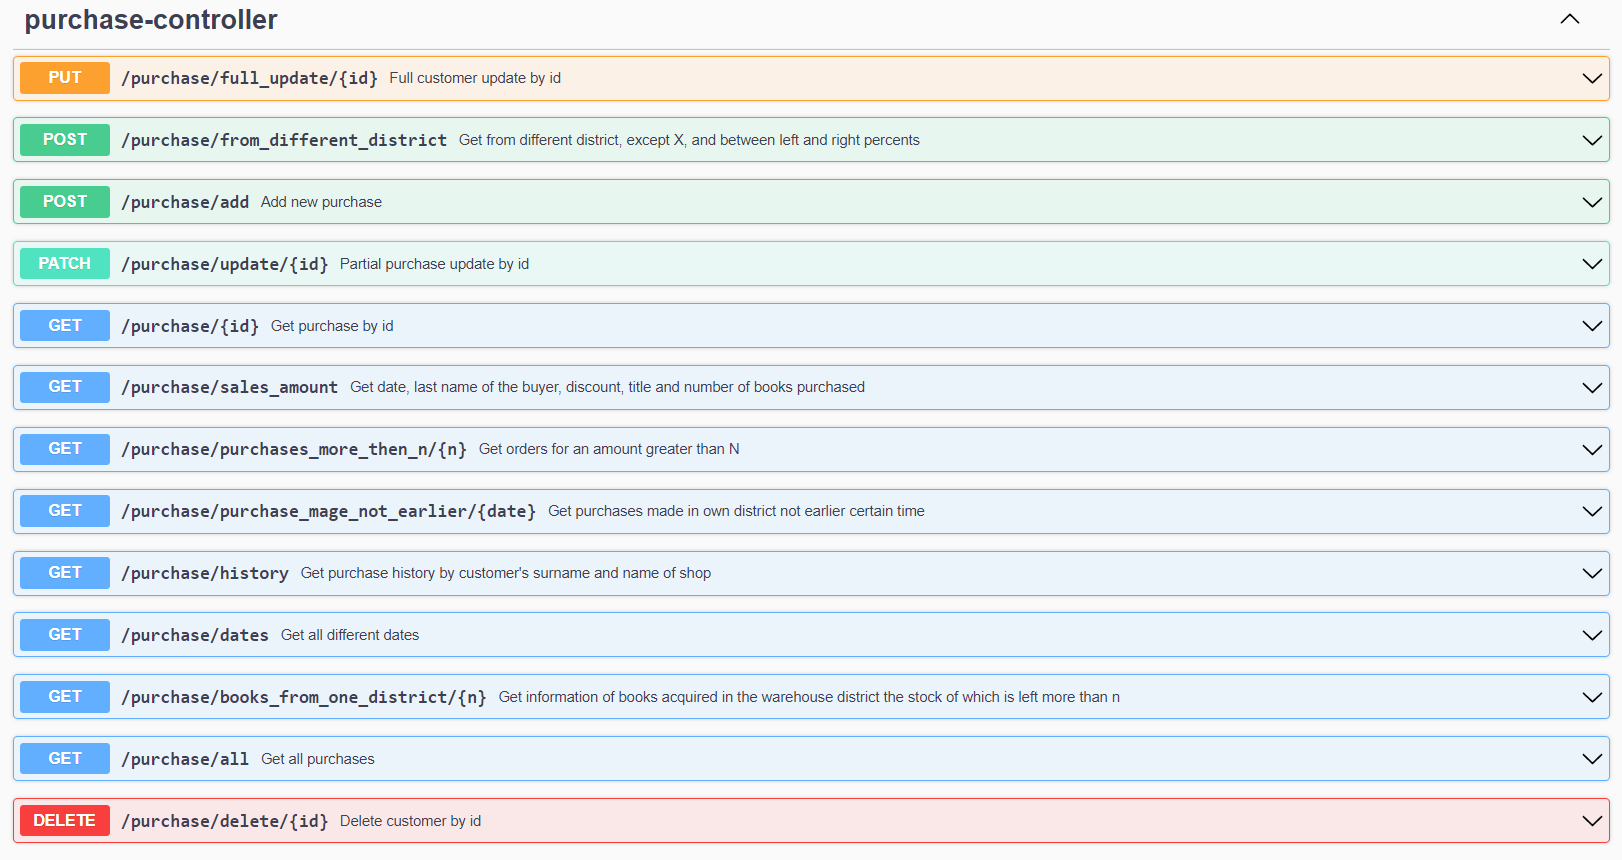 purchase-controller
PUT /purchase/full_update/{id} Full customer update by id
POST /purchase/from_different_district Get from different district, except X, and between left and right percents
POST /purchase/add Add new purchase
PATCH /purchase/update/{id} Partial purchase update by id
GET /purchase/{id} Get purchase by id
GET /purchase/sales_amount Get date, last name of the buyer, discount, title and number of books purchased
GET /purchase/purchases_more_then_n/{n} Get orders for an amount greater than N
GET /purchase/purchase_mage_not_earlier/{date} Get purchases made in own district not earlier certain time
GET /purchase/history Get purchase history by customer's surname and name of shop
GET /purchase/dates Get all different dates
GET /purchase/books_from_one_district/{n} Get information of books acquired in the warehouse district the stock of which is left more than n
GET /purchase/all Get all purchases
DELETE /purchase/delete/{id} Delete customer by id